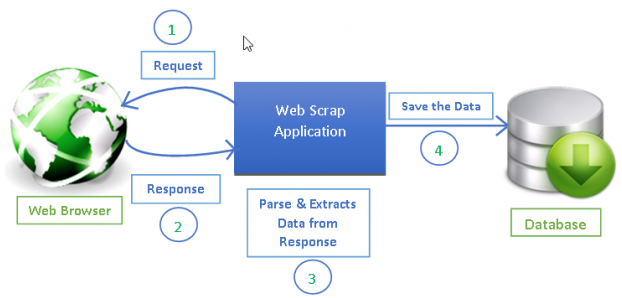 1
Request
Web Scrap
Application
Save the Data
4
Response
2
Web Browser
Parse & Extracts
Data from
Response
3
Database